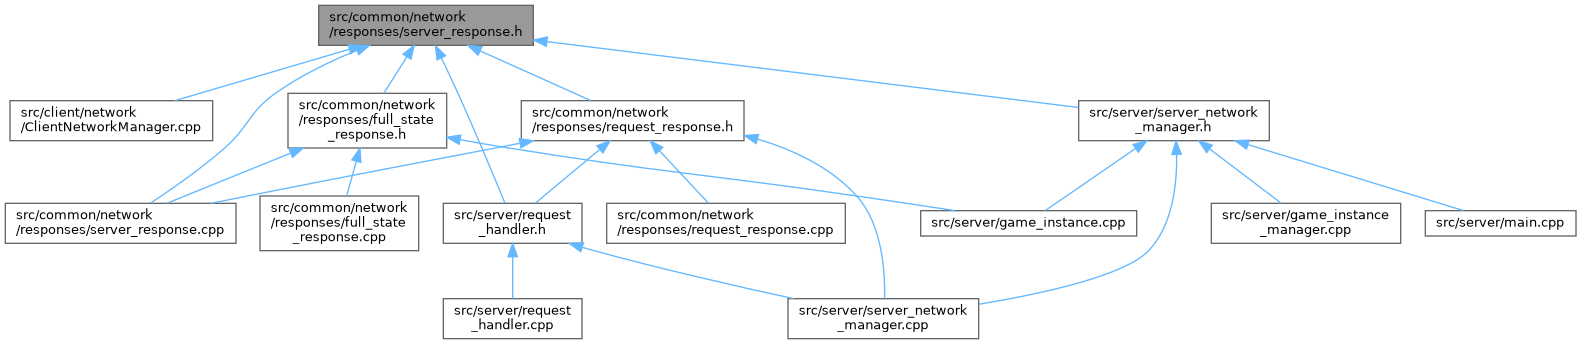 src/common/network
/responses/server_response.h
src/client/network
/ClientNetworkManager.cpp
src/common/network
/responses/full_state
_response.h
src/common/network
/responses/request_response.h
src/server/server_network
_manager.h
src/common/network
/responses/server_response.cpp
src/common/network
/responses/full_state
_response.cpp
src/server/request
_handler.h
src/common/network
/responses/request_response.cpp
src/server/game_instance.cpp
src/server/game_instance
_manager.cpp
src/server/main.cpp
src/server/request
_handler.cpp
src/server/server_network
_manager.cpp